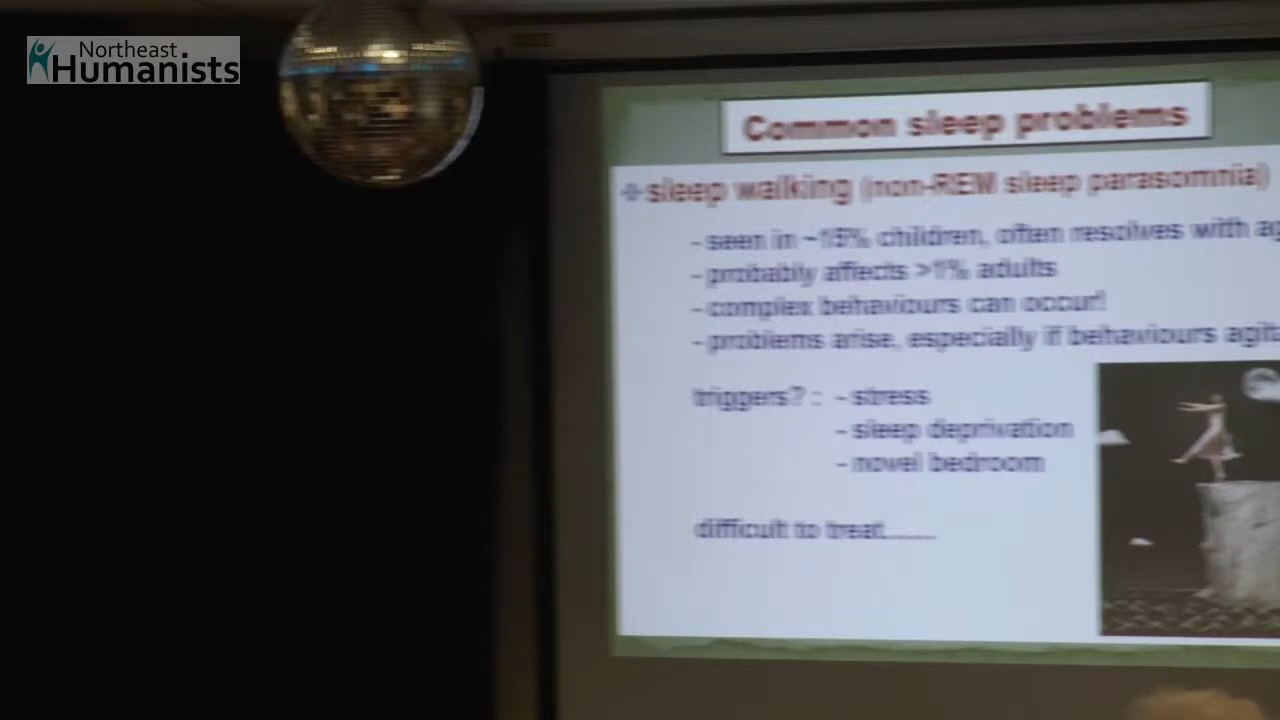 Northeast
Humanists
Common sleep problems
sleep walking (non-REM sleep parasomnia)
- seen in ~15% children, often resolves with
- probably affects >1% adults
- complex behaviours can occur!
- problems arise, especially if behaviours
triggers? : - stress
- sleep deprivation
- novel bedroom
difficult to treat......